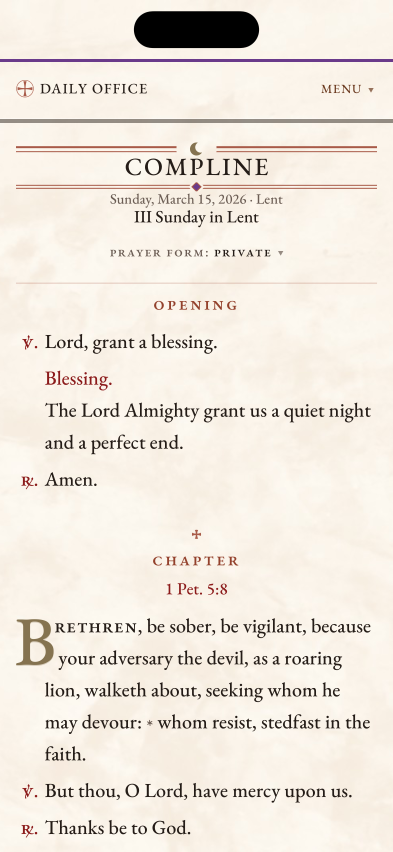 DAILY OFFICE
MENU ▼
COMPLINE
Sunday, March 15, 2026 · Lent
III Sunday in Lent
PRAYER FORM: PRIVATE ▼
OPENING
℣. Lord, grant a blessing.
Blessing.
The Lord Almighty grant us a quiet night
and a perfect end.
℟. Amen.
✠
CHAPTER
1 Pet. 5:8
BRETHREN, be sober, be vigilant, because
your adversary the devil, as a roaring
lion, walketh about, seeking whom he
may devour: * whom resist, stedfast in the
faith.
℣. But thou, O Lord, have mercy upon us.
℟. Thanks be to God.